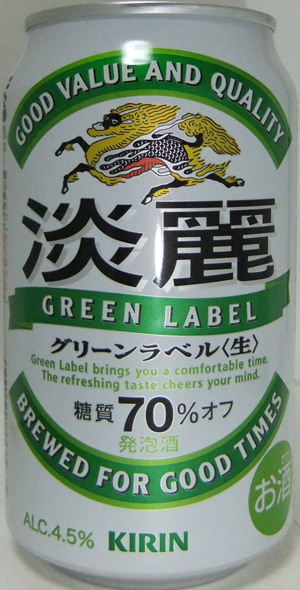 GOOD VALUE AND QUALITY
淡麗
GREEN LABEL
グリーンラベル〈生〉
Green Label brings you a comfortable time.
The refreshing taste cheers your mind.
糖質70%オフ
発泡酒
BREWED FOR GOOD TIMES
お酒
ALC.4.5% KIRIN